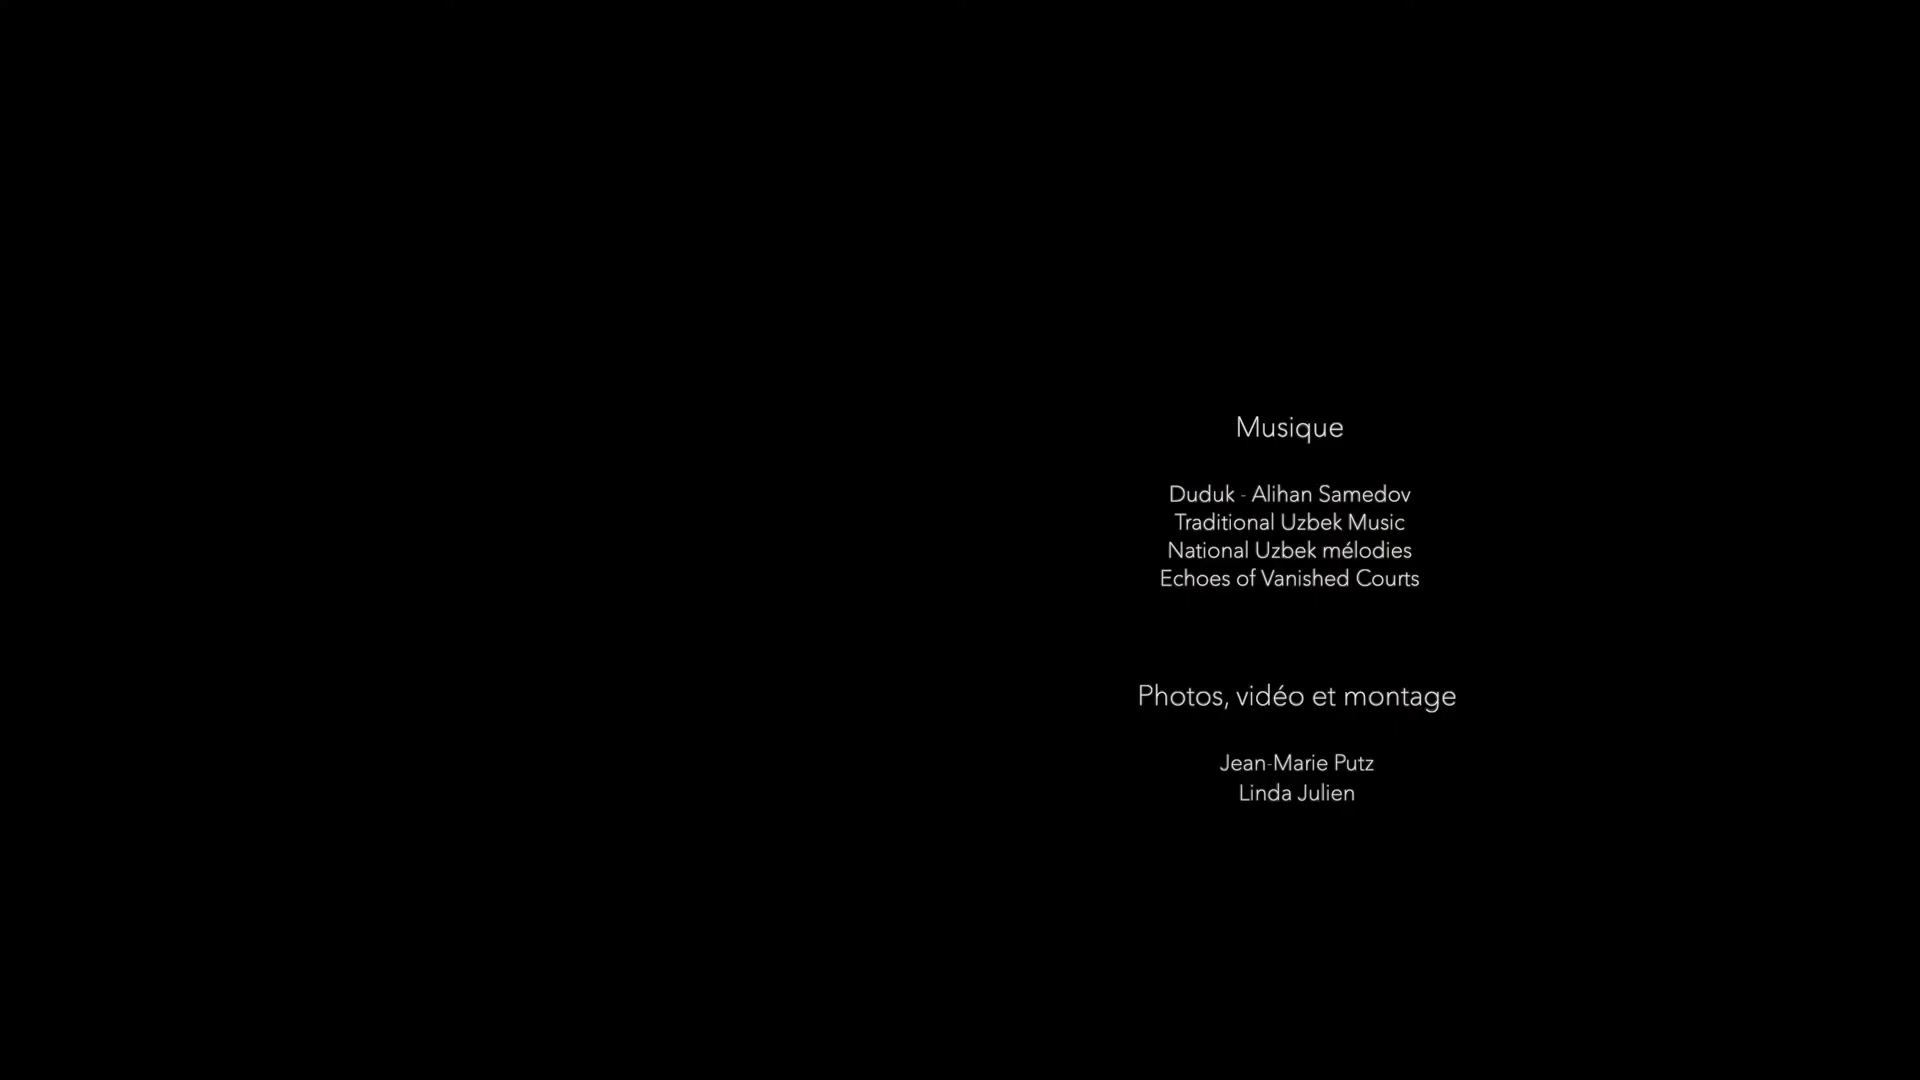 Musique
Duduk - Alihan Samedov
Traditional Uzbek Music
National Uzbek mélodies
Echoes of Vanished Courts
Photos, vidéo et montage
Jean-Marie Putz
Linda Julien